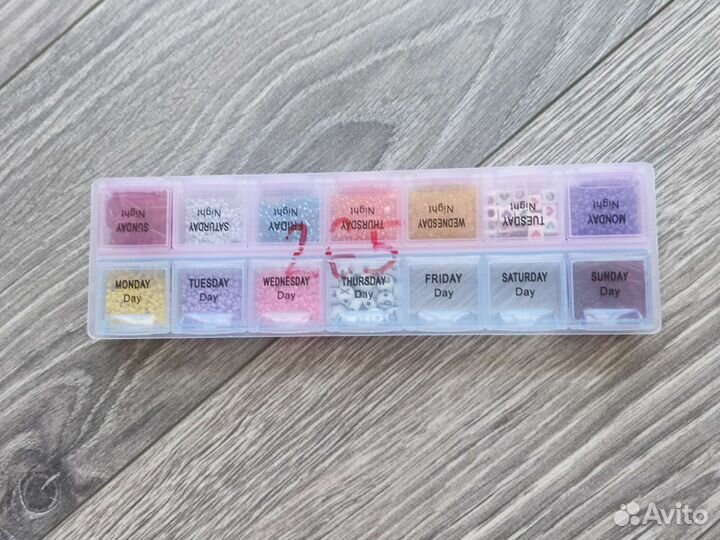 SUNDAY Night
SATURDAY Night
FRIDAY Night
THURSDAY Night
WEDNESDAY Night
TUESDAY Night
MONDAY Night
MONDAY Day
TUESDAY Day
WEDNESDAY Day
THURSDAY Day
FRIDAY Day
SATURDAY Day
SUNDAY Day
Avito